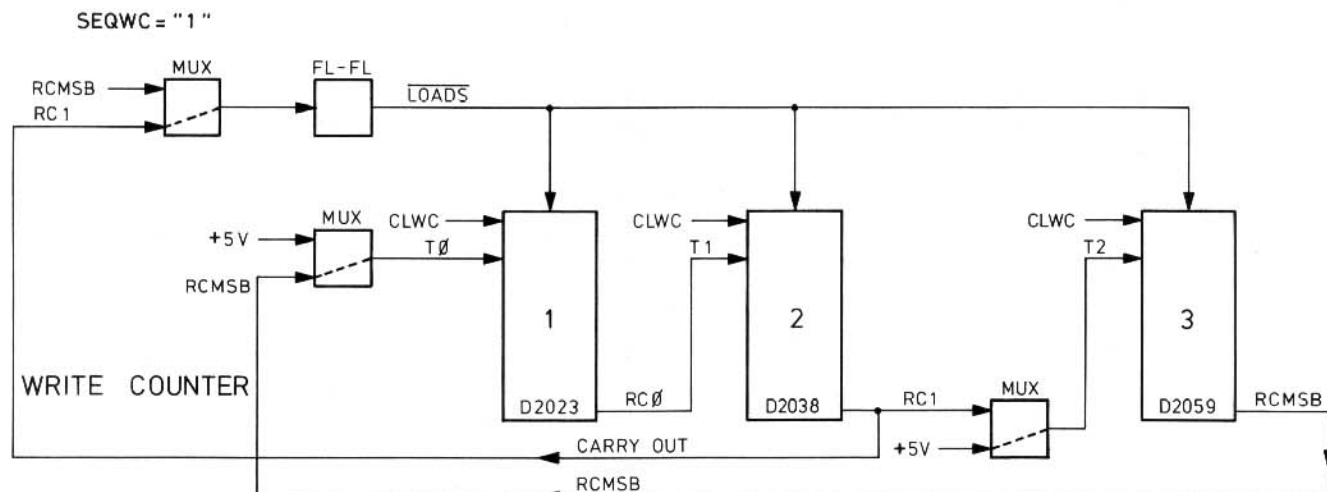 SEQWC = "1"
MUX
FL-FL
RCMSB
LOADS
RC1
MUX
CLWC
CLWC
CLWC
+5V
TØ
T1
T2
RCMSB
1
2
3
WRITE COUNTER
MUX
D2023
RCØ
D2038
RC1
D2059
RCMSB
CARRY OUT
+5V
RCMSB